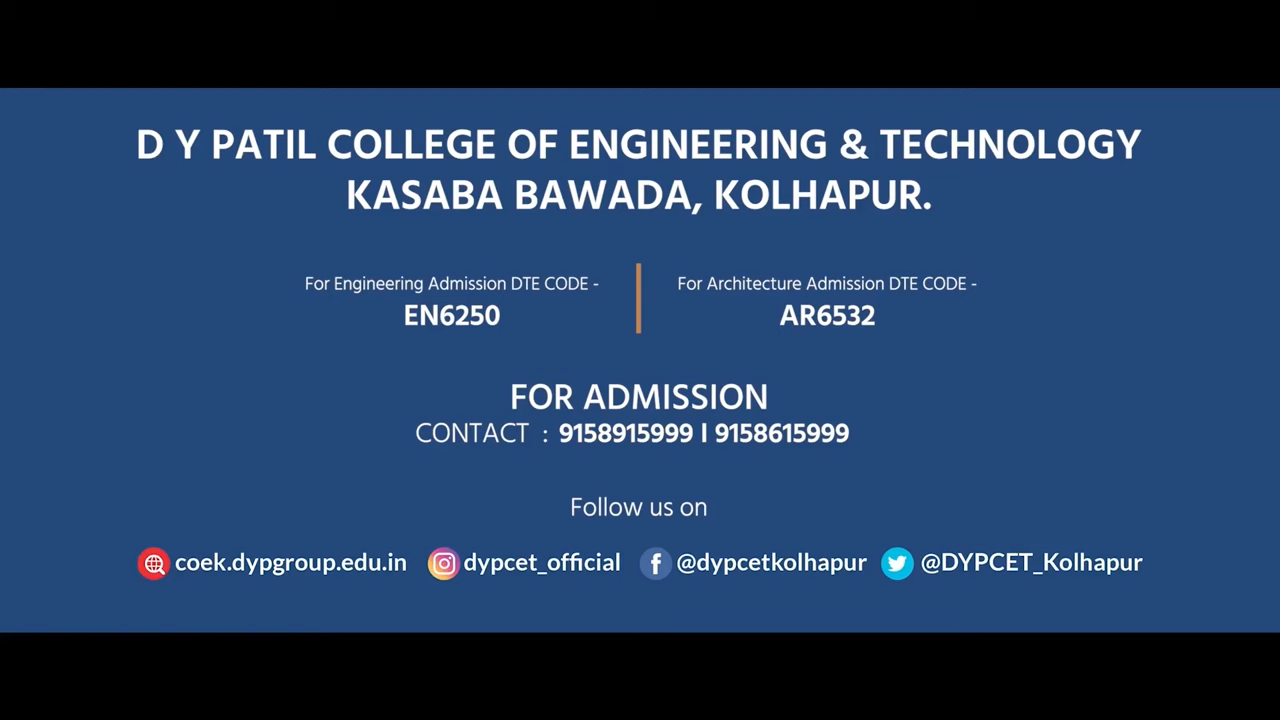 D Y PATIL COLLEGE OF ENGINEERING & TECHNOLOGY
KASABA BAWADA, KOLHAPUR.
For Engineering Admission DTE CODE -
EN6250
For Architecture Admission DTE CODE -
AR6532
FOR ADMISSION
CONTACT : 9158915999 I 9158615999
Follow us on
coek.dypgroup.edu.in dypcet_official @dypcetkolhapur @DYPCET_Kolhapur